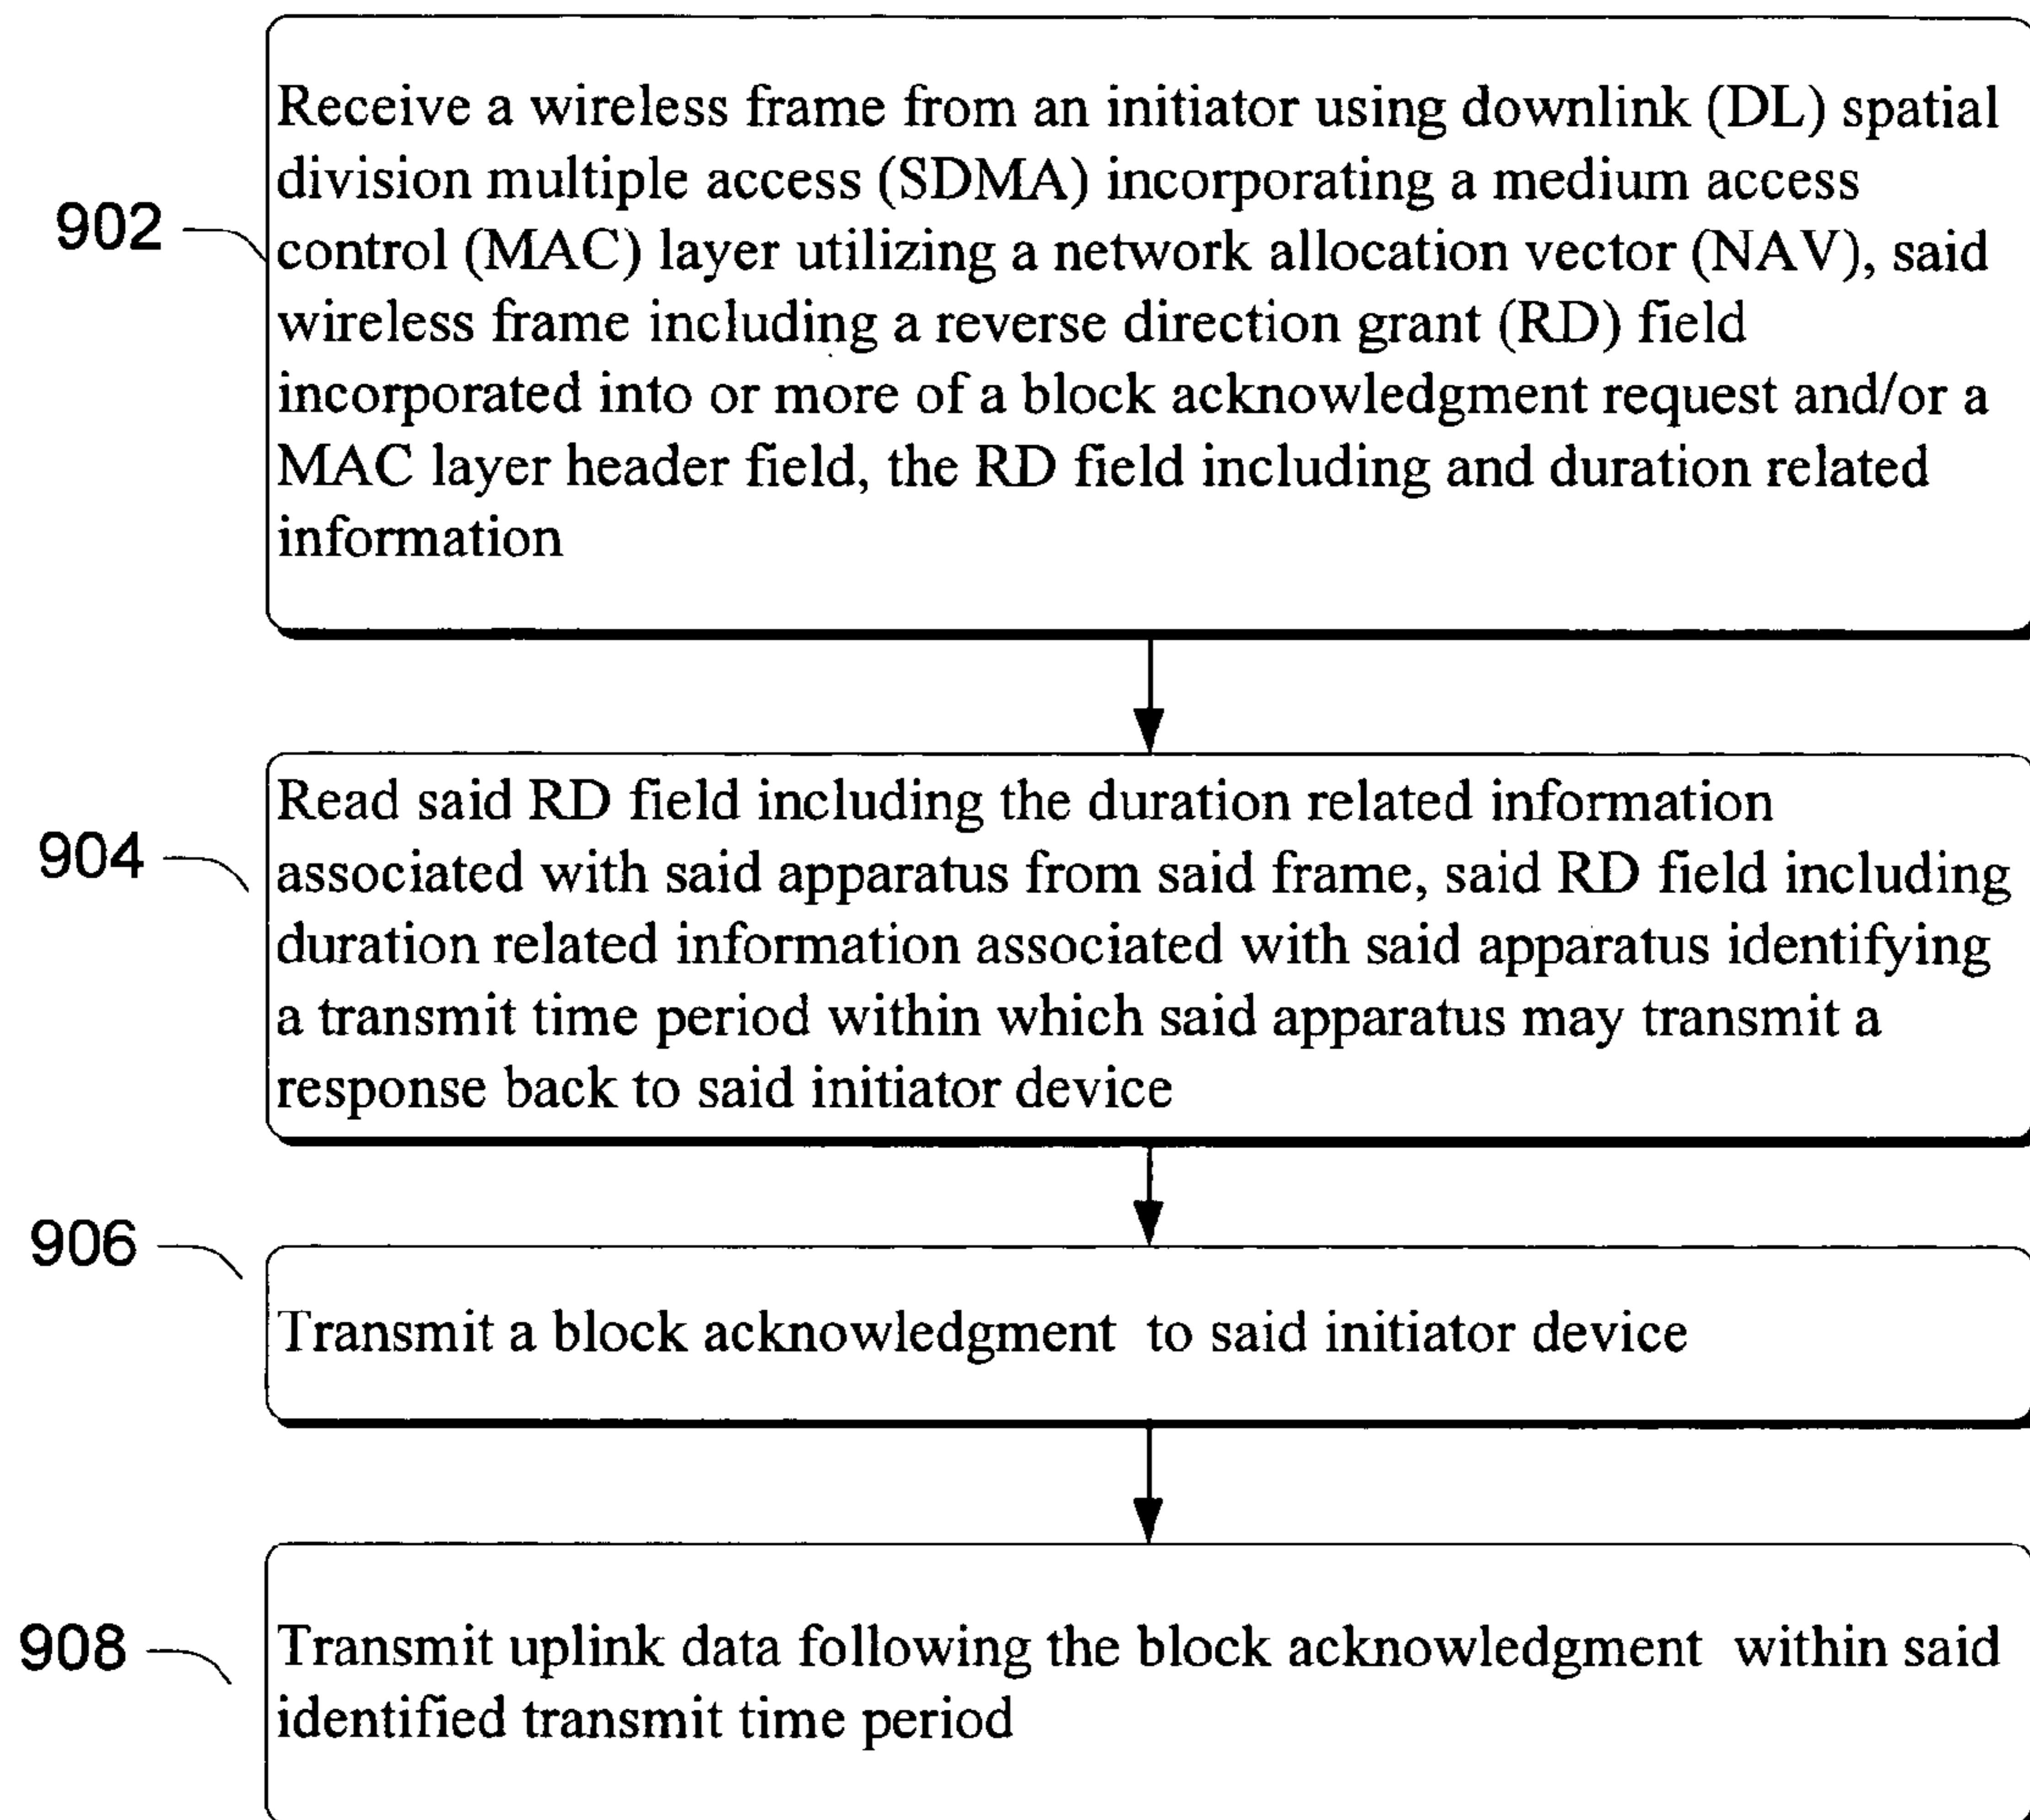 902
Receive a wireless frame from an initiator using downlink (DL) spatial
division multiple access (SDMA) incorporating a medium access
control (MAC) layer utilizing a network allocation vector (NAV), said
wireless frame including a reverse direction grant (RD) field
incorporated into or more of a block acknowledgment request and/or a
MAC layer header field, the RD field including and duration related
information
904
Read said RD field including the duration related information
associated with said apparatus from said frame, said RD field including
duration related information associated with said apparatus identifying
a transmit time period within which said apparatus may transmit a
response back to said initiator device
906
Transmit a block acknowledgment to said initiator device
908
Transmit uplink data following the block acknowledgment within said
identified transmit time period